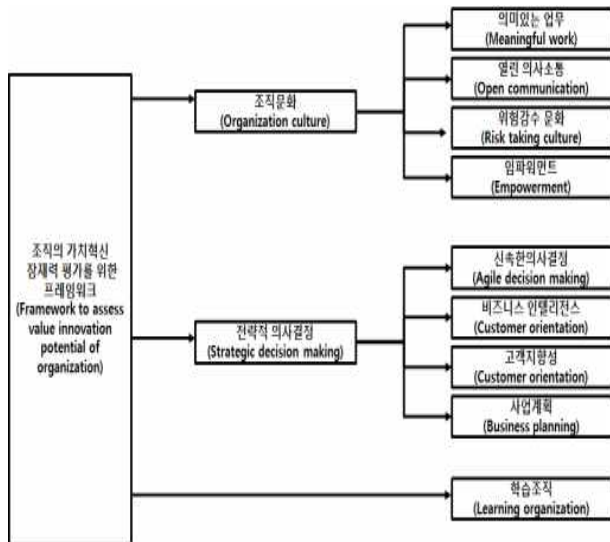 조직의 가치혁신
잠재력 평가를 위한
프레임워크
(Framework to assess
value innovation
potential of
organization)
조직문화
(Organization culture)
의미있는 업무
(Meaningful work)
열린 의사소통
(Open communication)
위험감수 문화
(Risk taking culture)
임파워먼트
(Empowerment)
전략적 의사결정
(Strategic decision making)
신속한의사결정
(Agile decision making)
비즈니스 인텔리전스
(Customer orientation)
고객지향성
(Customer orientation)
사업계획
(Business planning)
학습조직
(Learning organization)